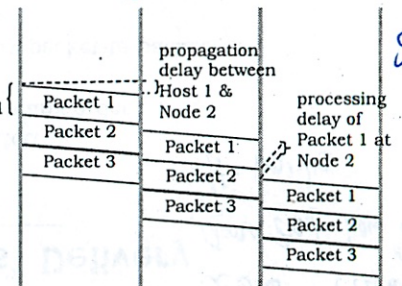 propagation
delay between
Host 1 &
Node 2
processing
delay of
Packet 1 at
Node 2
Packet 1
Packet 2
Packet 3
Packet 1
Packet 2
Packet 3
Packet 1
Packet 2
Packet 3